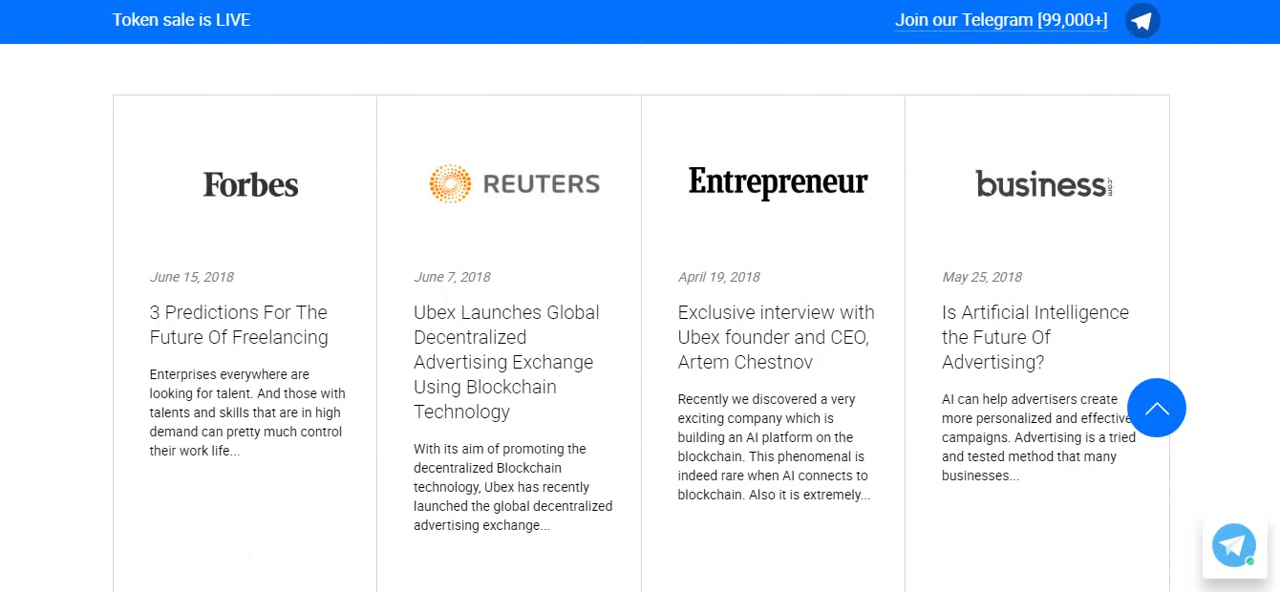 Token sale is LIVE
Join our Telegram [99,000+]
Forbes
June 15, 2018
3 Predictions For The
Future Of Freelancing
Enterprises everywhere are
looking for talent. And those with
talents and skills that are in high
demand can pretty much control
their work life...
REUTERS
June 7, 2018
Ubex Launches Global
Decentralized
Advertising Exchange
Using Blockchain
Technology
With its aim of promoting the
decentralized Blockchain
technology, Ubex has recently
launched the global decentralized
advertising exchange...
Entrepreneur
April 19, 2018
Exclusive interview with
Ubex founder and CEO,
Artem Chestnov
Recently we discovered a very
exciting company which is
building an AI platform on the
blockchain. This phenomenal is
indeed rare when AI connects to
blockchain. Also it is extremely...
business.com
May 25, 2018
Is Artificial Intelligence
the Future Of
Advertising?
AI can help advertisers create
more personalized and effective
campaigns. Advertising is a tried
and tested method that many
businesses...